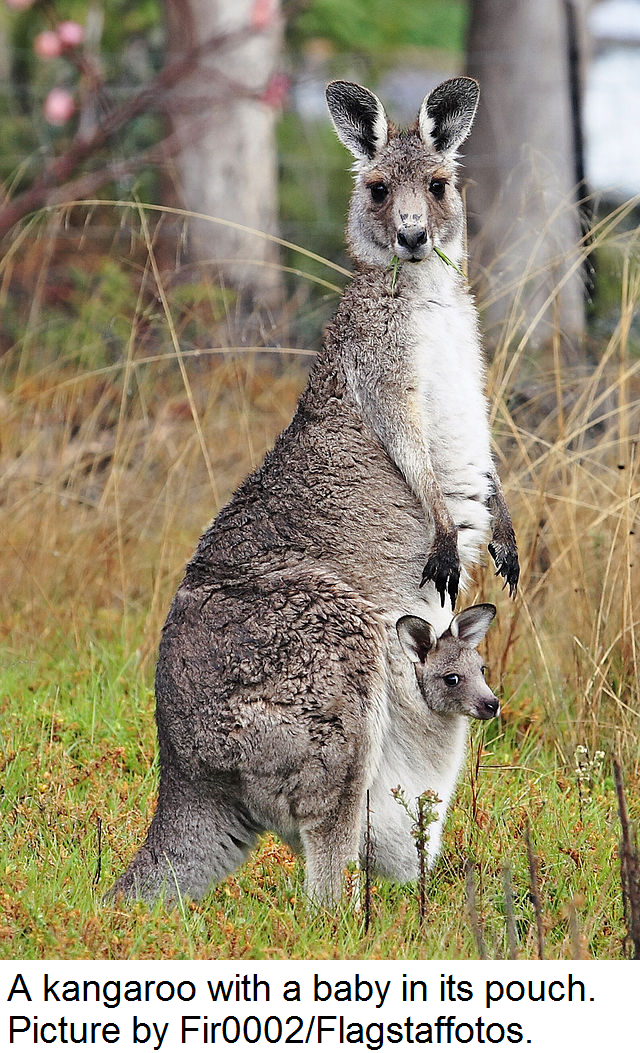 A kangaroo with a baby in its pouch.
Picture by Fir0002/Flagstaffotos.